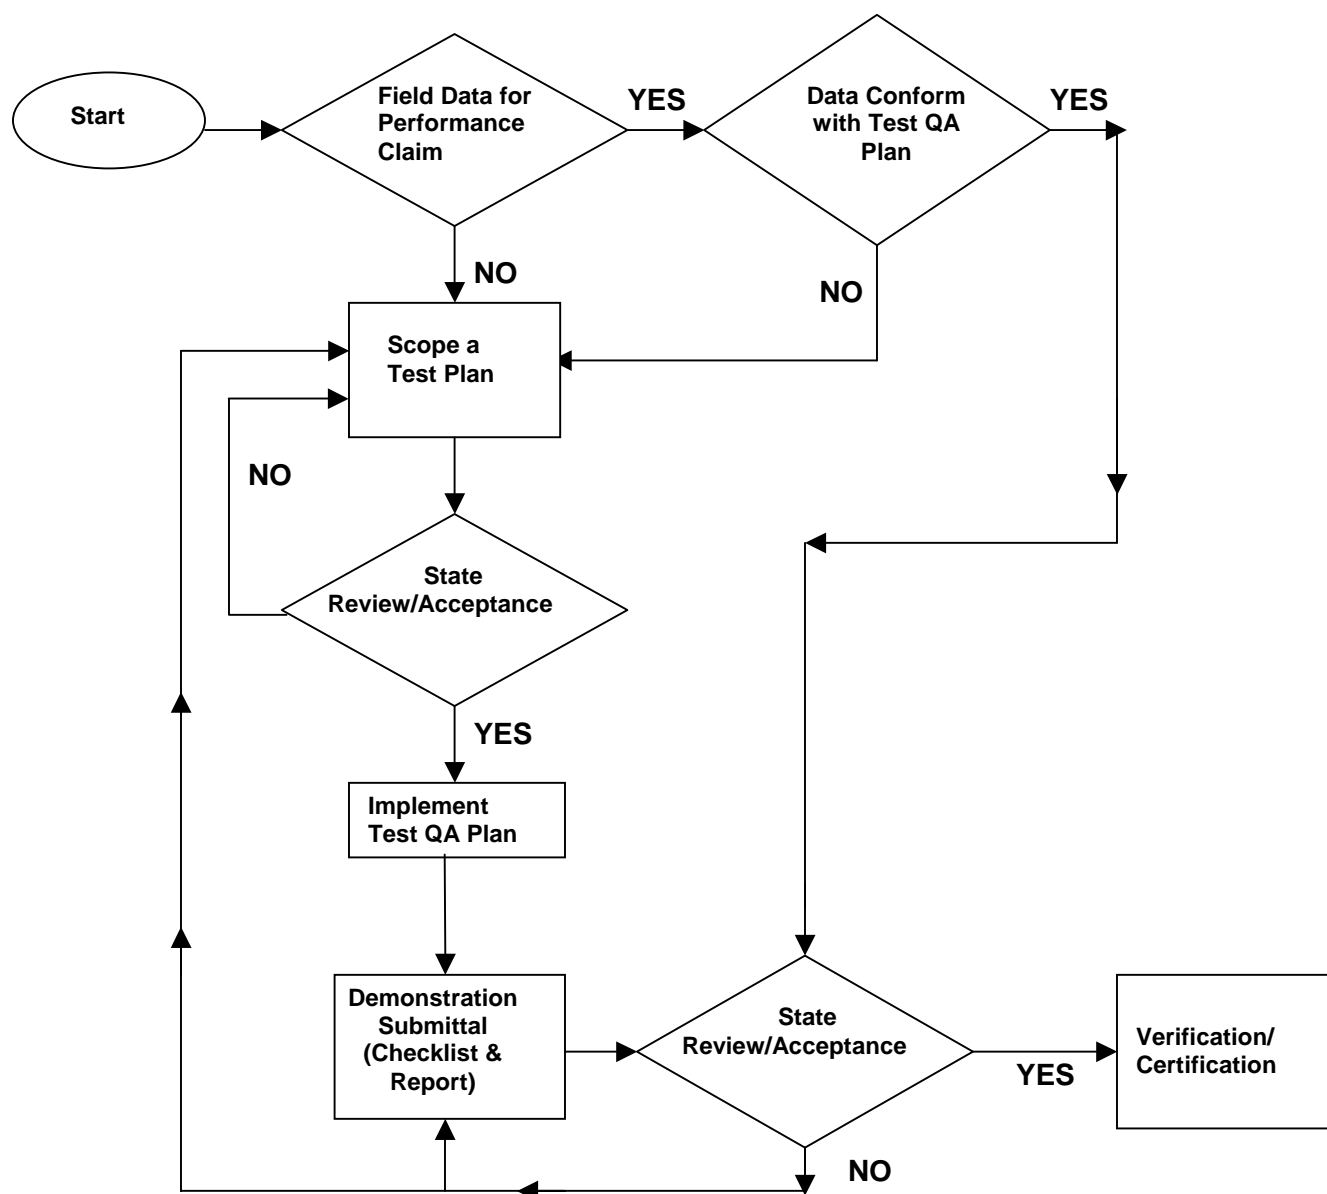 Start
Field Data for
Performance
Claim
YES
Data Conform
with Test QA
Plan
YES
NO
NO
Scope a
Test Plan
NO
State
Review/Acceptance
YES
Implement
Test QA Plan
Demonstration
Submittal
(Checklist &
Report)
State
Review/Acceptance
YES
Verification/
Certification
NO